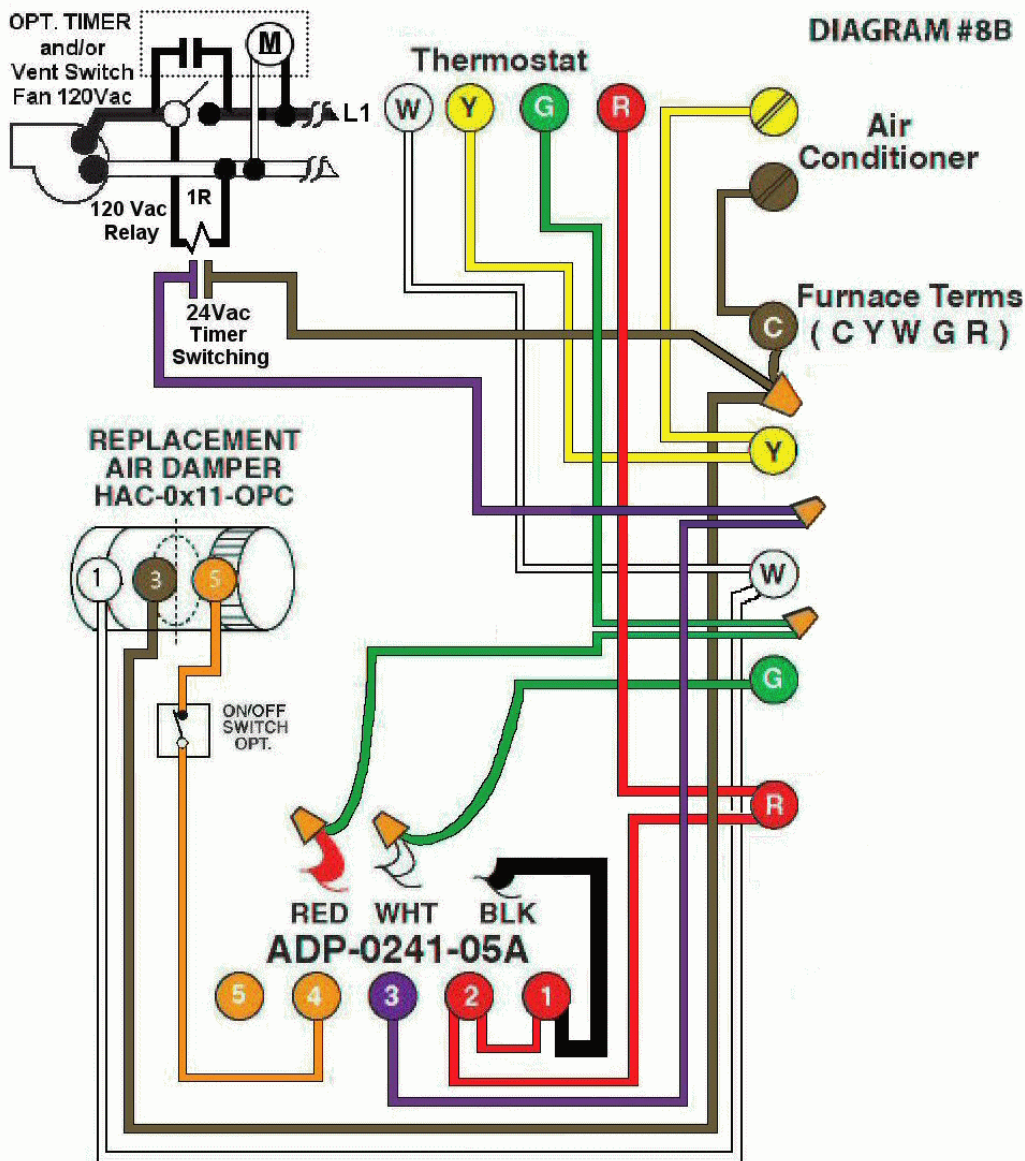 OPT. TIMER
and/or
Vent Switch
Fan 120Vac
M
L1
DIAGRAM #8B
Thermostat
W Y G R
Air
Conditioner
120 Vac
Relay
1R
24Vac
Timer
Switching
Furnace Terms
( C Y W G R )
C
Y
W
G
R
REPLACEMENT
AIR DAMPER
HAC-0x11-OPC
1 3 5
ON/OFF
SWITCH
OPT.
RED WHT BLK
ADP-0241-05A
5 4 3 2 1